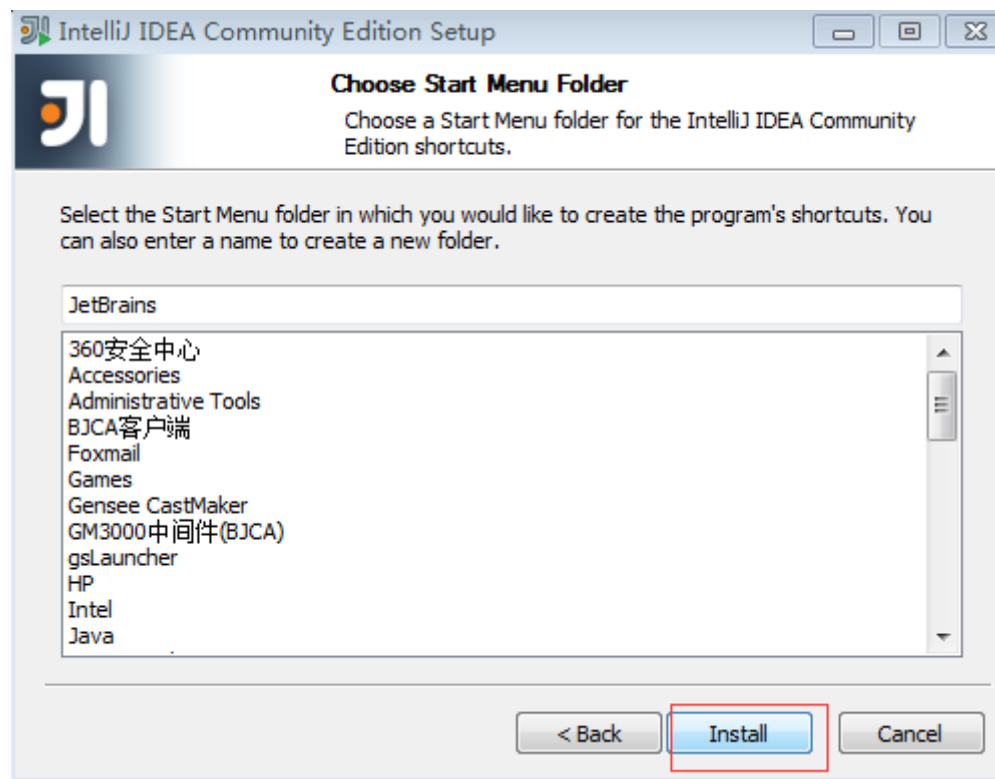 IntelliJ IDEA Community Edition Setup
Choose Start Menu Folder
Choose a Start Menu folder for the IntelliJ IDEA Community
Edition shortcuts.
Select the Start Menu folder in which you would like to create the program's shortcuts. You
can also enter a name to create a new folder.
JetBrains
360安全中心
Accessories
Administrative Tools
BJCA客户端
Foxmail
Games
Gensee CastMaker
GM3000中间件(BJCA)
gsLauncher
HP
Intel
Java
< Back
Install
Cancel